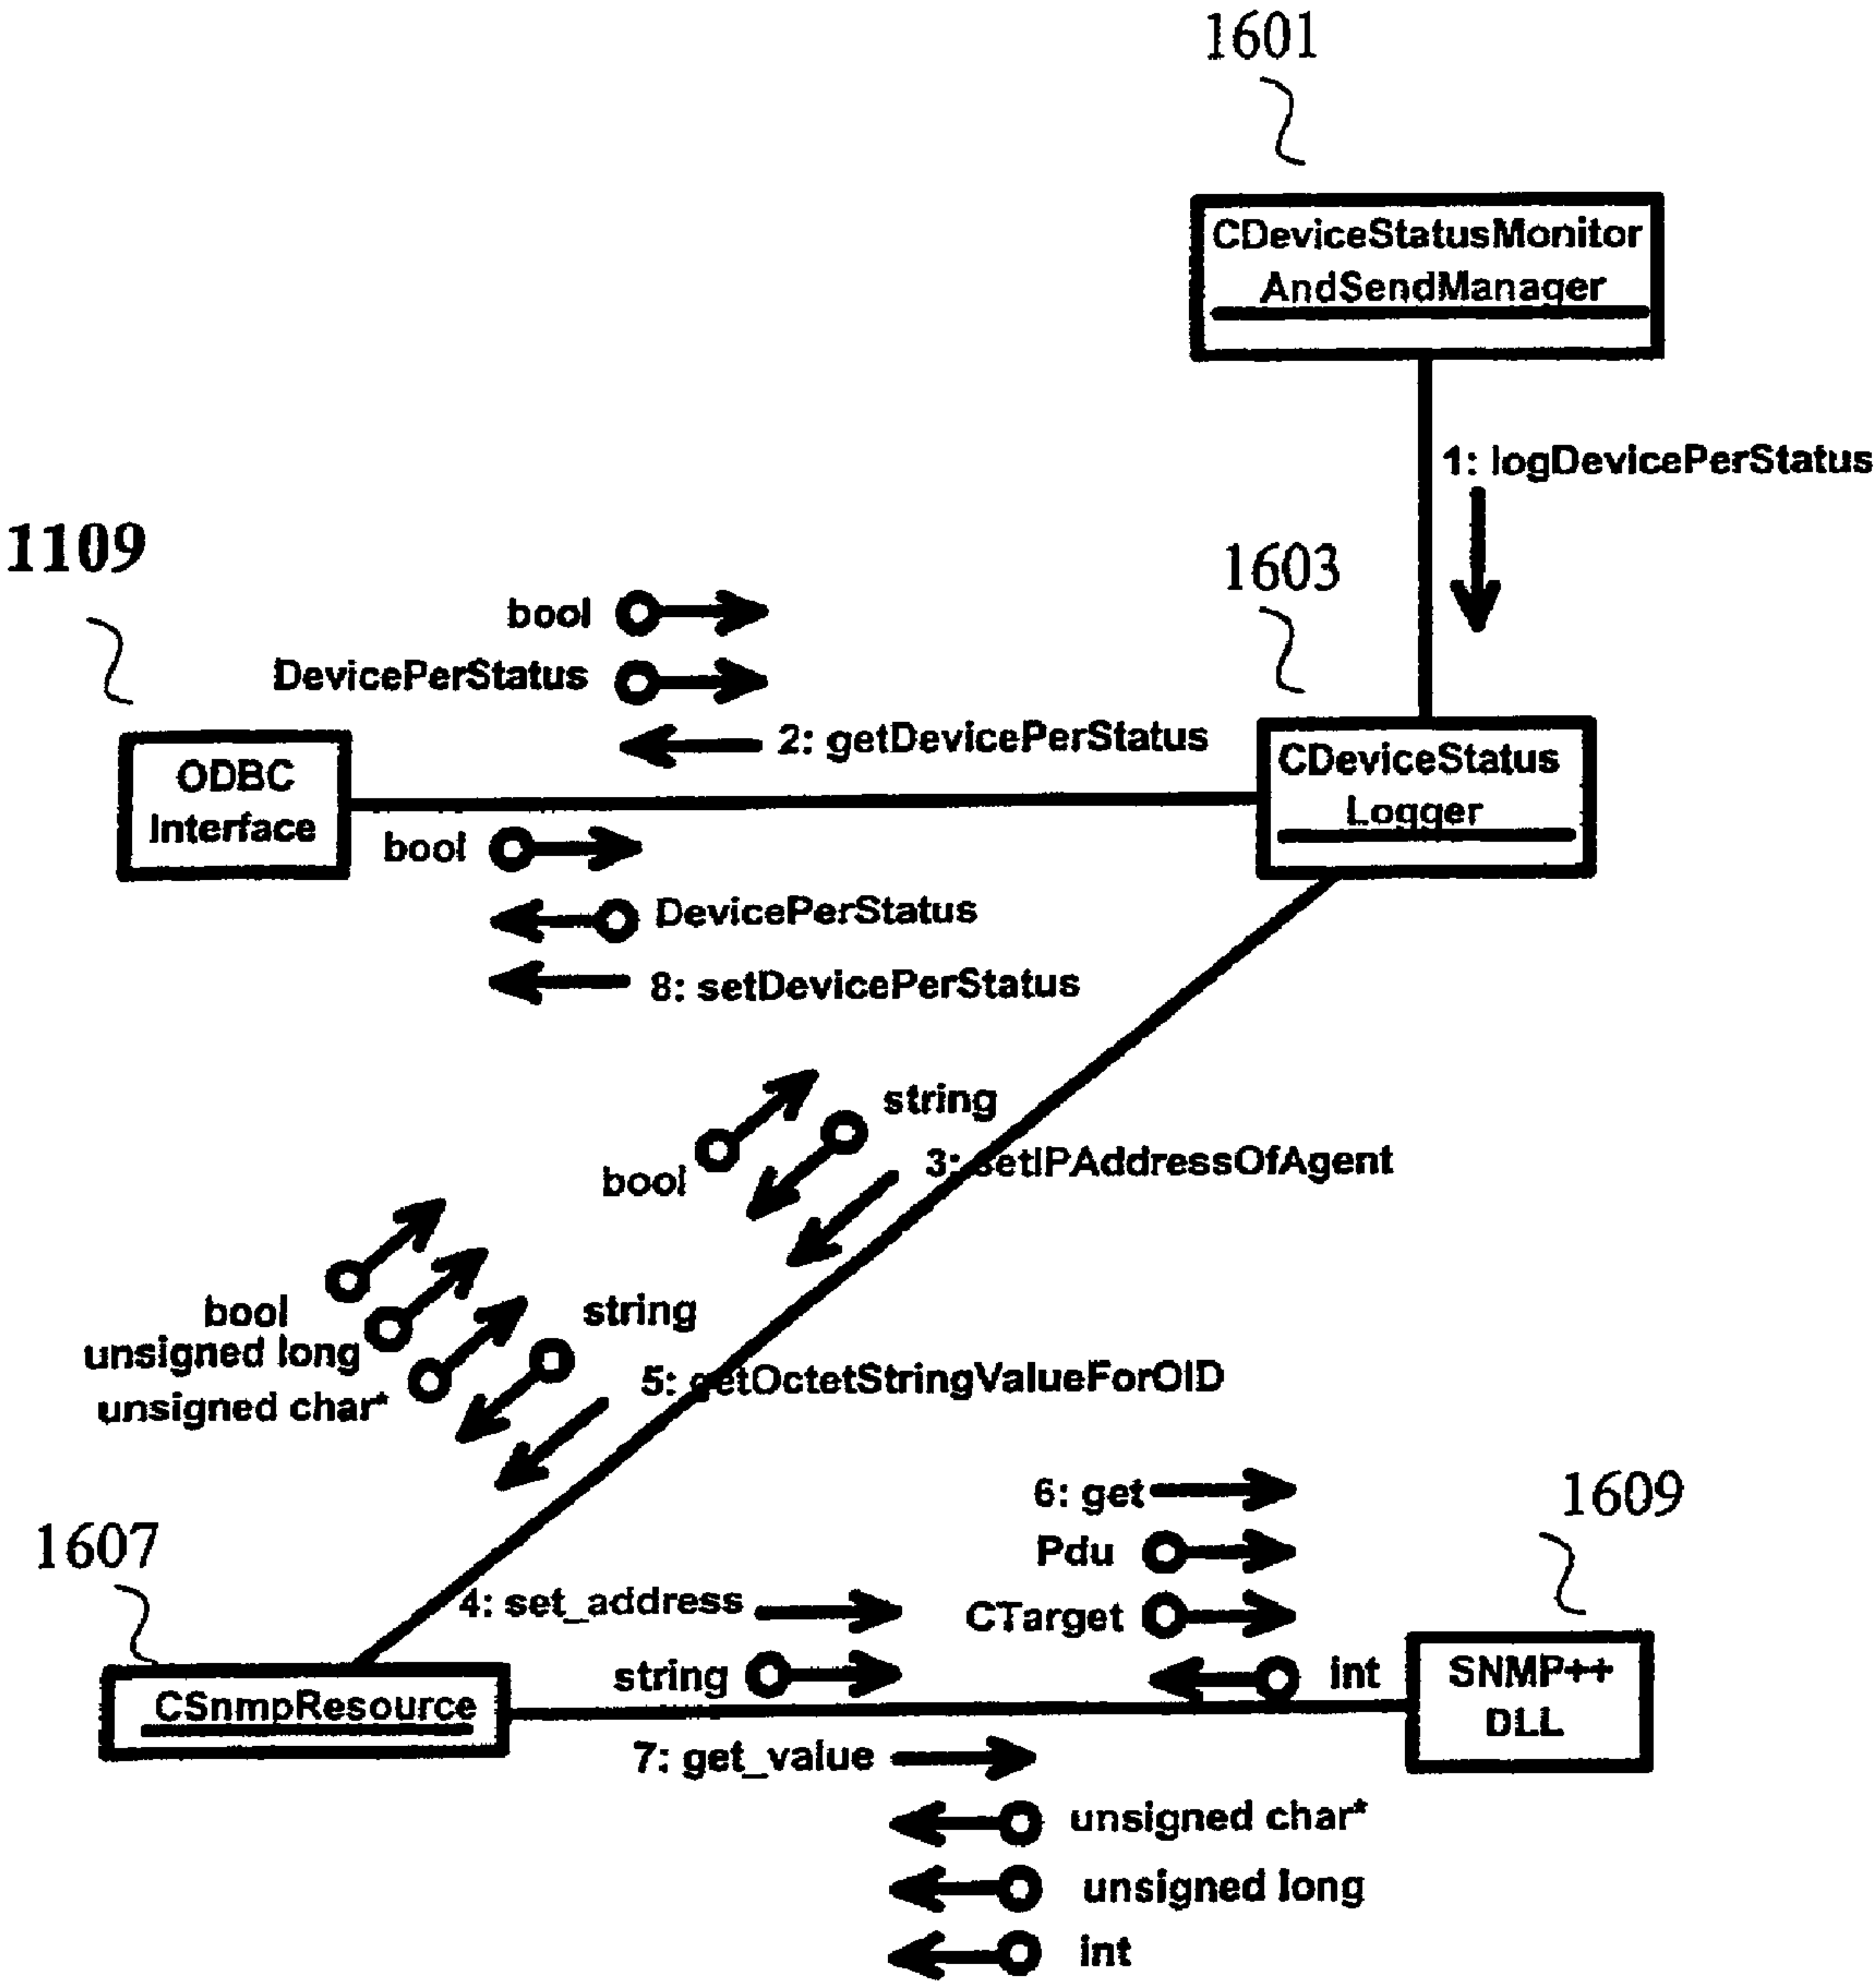 1601
CDeviceStatusMonitor
AndSendManager
1: logDevicePerStatus
1109
1603
bool
DevicePerStatus
2: getDevicePerStatus
ODBC
Interface
CDeviceStatus
Logger
bool
DevicePerStatus
8: setDevicePerStatus
string
bool
3: setIPAddressOfAgent
bool
string
unsigned long
unsigned char*
5: getOctetStringValueForOID
6: get
1609
1607
Pdu
4: set_address
CTarget
string
int
SNMP++
DLL
CSnmpResource
7: get_value
unsigned char*
unsigned long
int